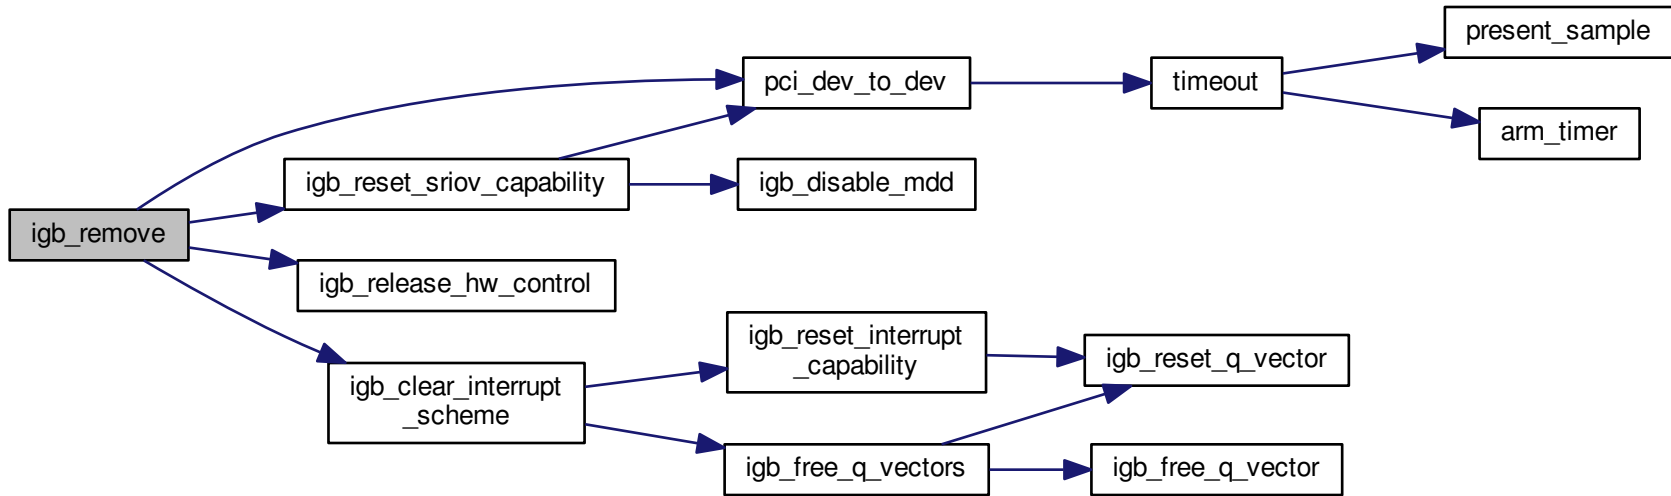 present_sample
pci_dev_to_dev
timeout
arm_timer
igb_reset_sriov_capability
igb_disable_mdd
igb_remove
igb_release_hw_control
igb_reset_interrupt
_capability
igb_reset_q_vector
igb_clear_interrupt
_scheme
igb_free_q_vectors
igb_free_q_vector